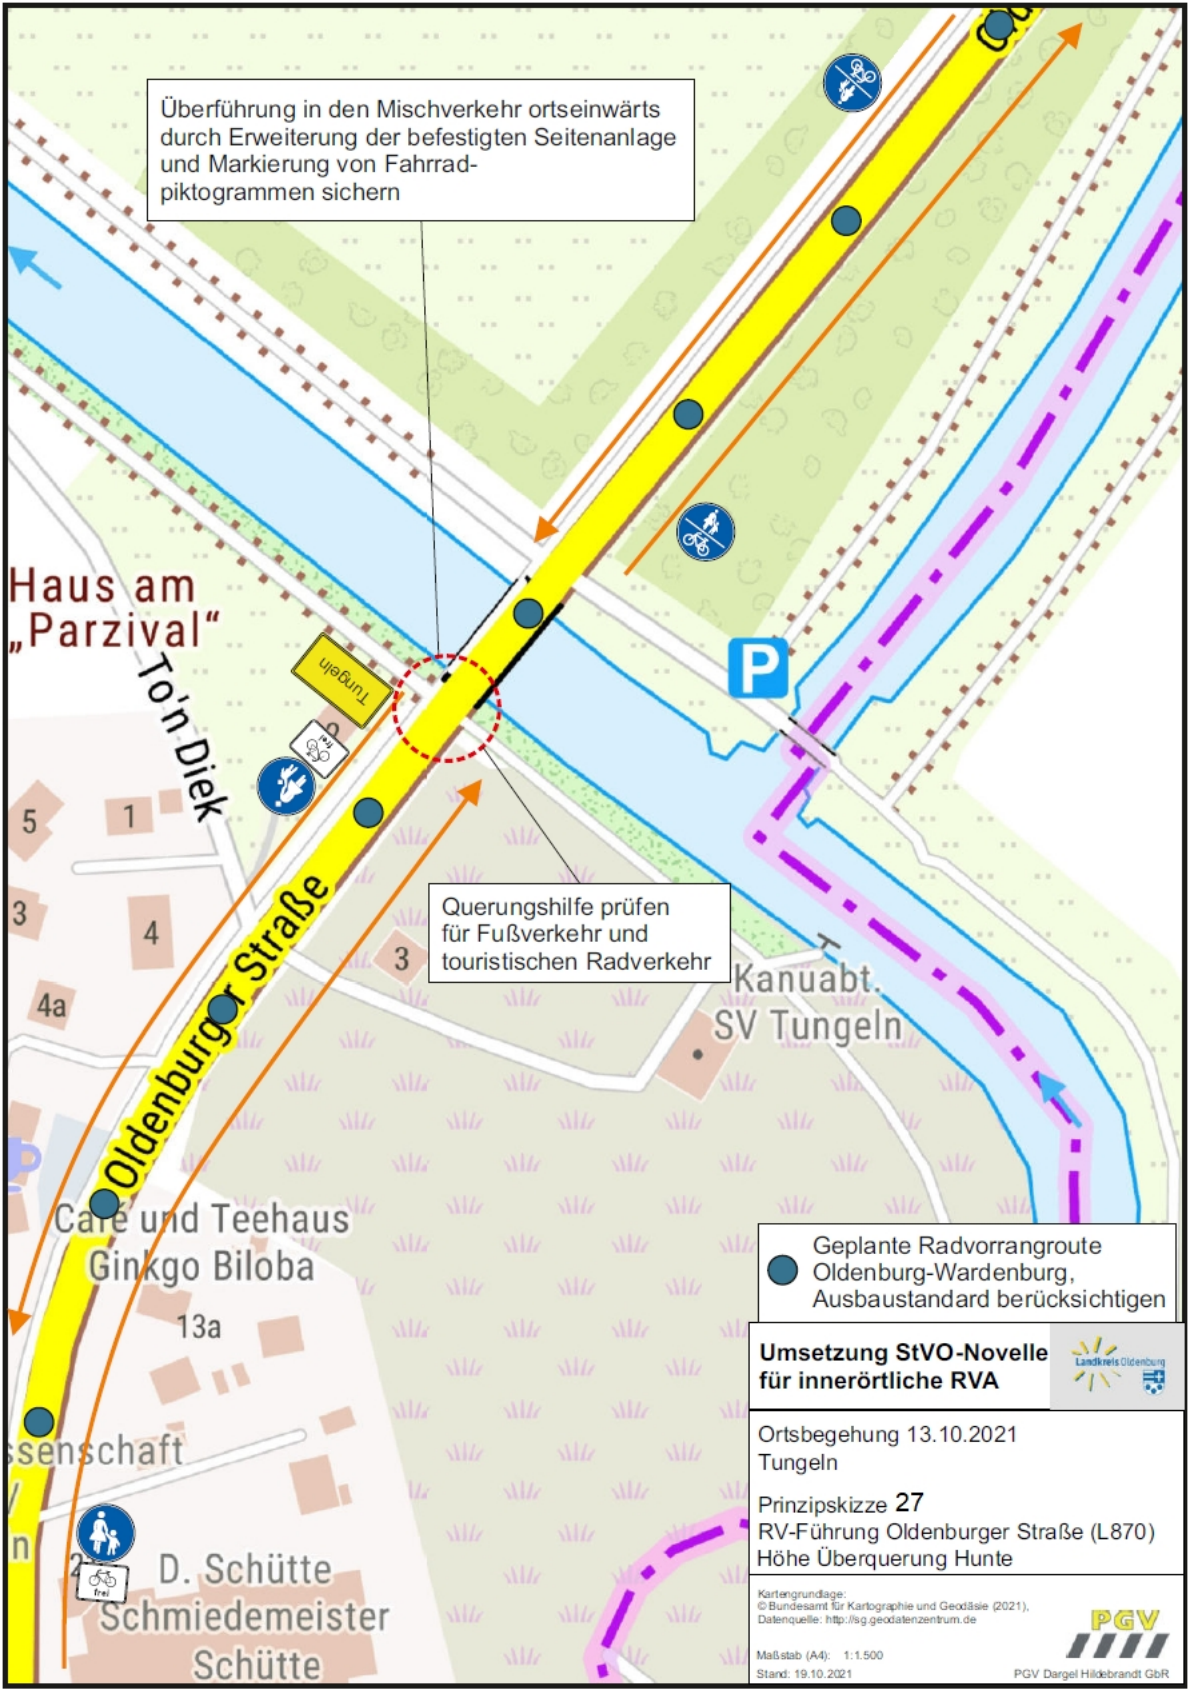 Überführung in den Mischverkehr ortseinwärts
durch Erweiterung der befestigten Seitenanlage
und Markierung von Fahrrad-
piktogrammen sichern
Haus am
„Parzival“
To'n Diek
Tungeln
frei
5
1
3
4
4a
3
Oldenburger Straße
Querungshilfe prüfen
für Fußverkehr und
touristischen Radverkehr
P
Kanuabt.
SV Tungeln
Café und Teehaus
Ginkgo Biloba
13a
ssenschaft
n
frei
D. Schütte
Schmiedemeister
Schütte
Geplante Radvorrangroute
Oldenburg-Wardenburg,
Ausbaustandard berücksichtigen
Umsetzung StVO-Novelle
für innerörtliche RVA
Landkreis Oldenburg
Ortsbegehung 13.10.2021
Tungeln
Prinzipskizze 27
RV-Führung Oldenburger Straße (L870)
Höhe Überquerung Hunte
Kartengrundlage:
© Bundesamt für Kartographie und Geodäsie (2021),
Datenquelle: http://sg.geodatenzentrum.de
Maßstab (A4): 1:1.500
Stand: 19.10.2021
PGV
PGV Dargel Hildebrandt GbR